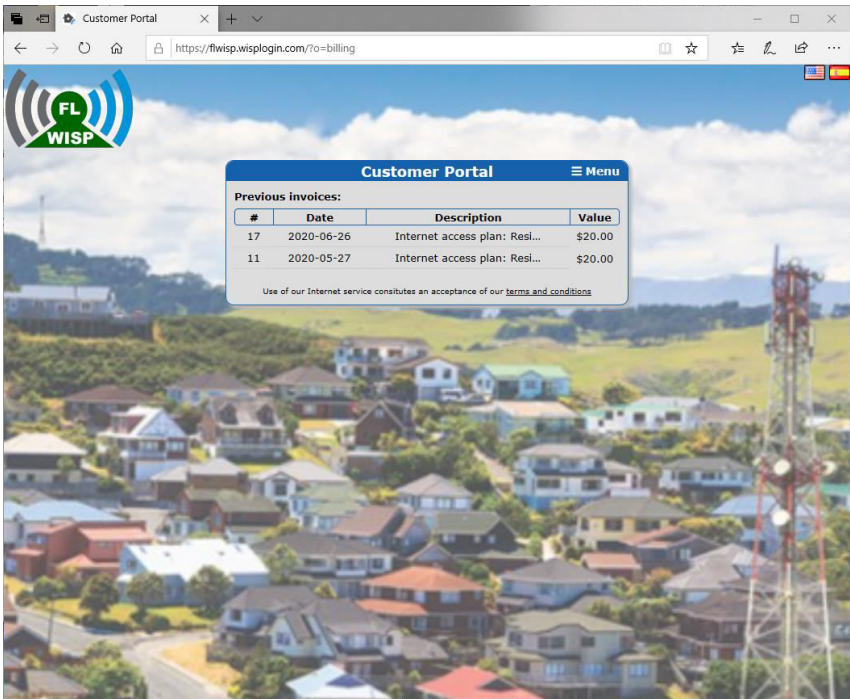 Customer Portal
https://flwisp.wisplogin.com/?o=billing
FL
WISP
Customer Portal ☰ Menu
Previous invoices:
# Date Description Value
17 2020-06-26 Internet access plan: Resi... $20.00
11 2020-05-27 Internet access plan: Resi... $20.00
Use of our Internet service consitutes an acceptance of our terms and conditions